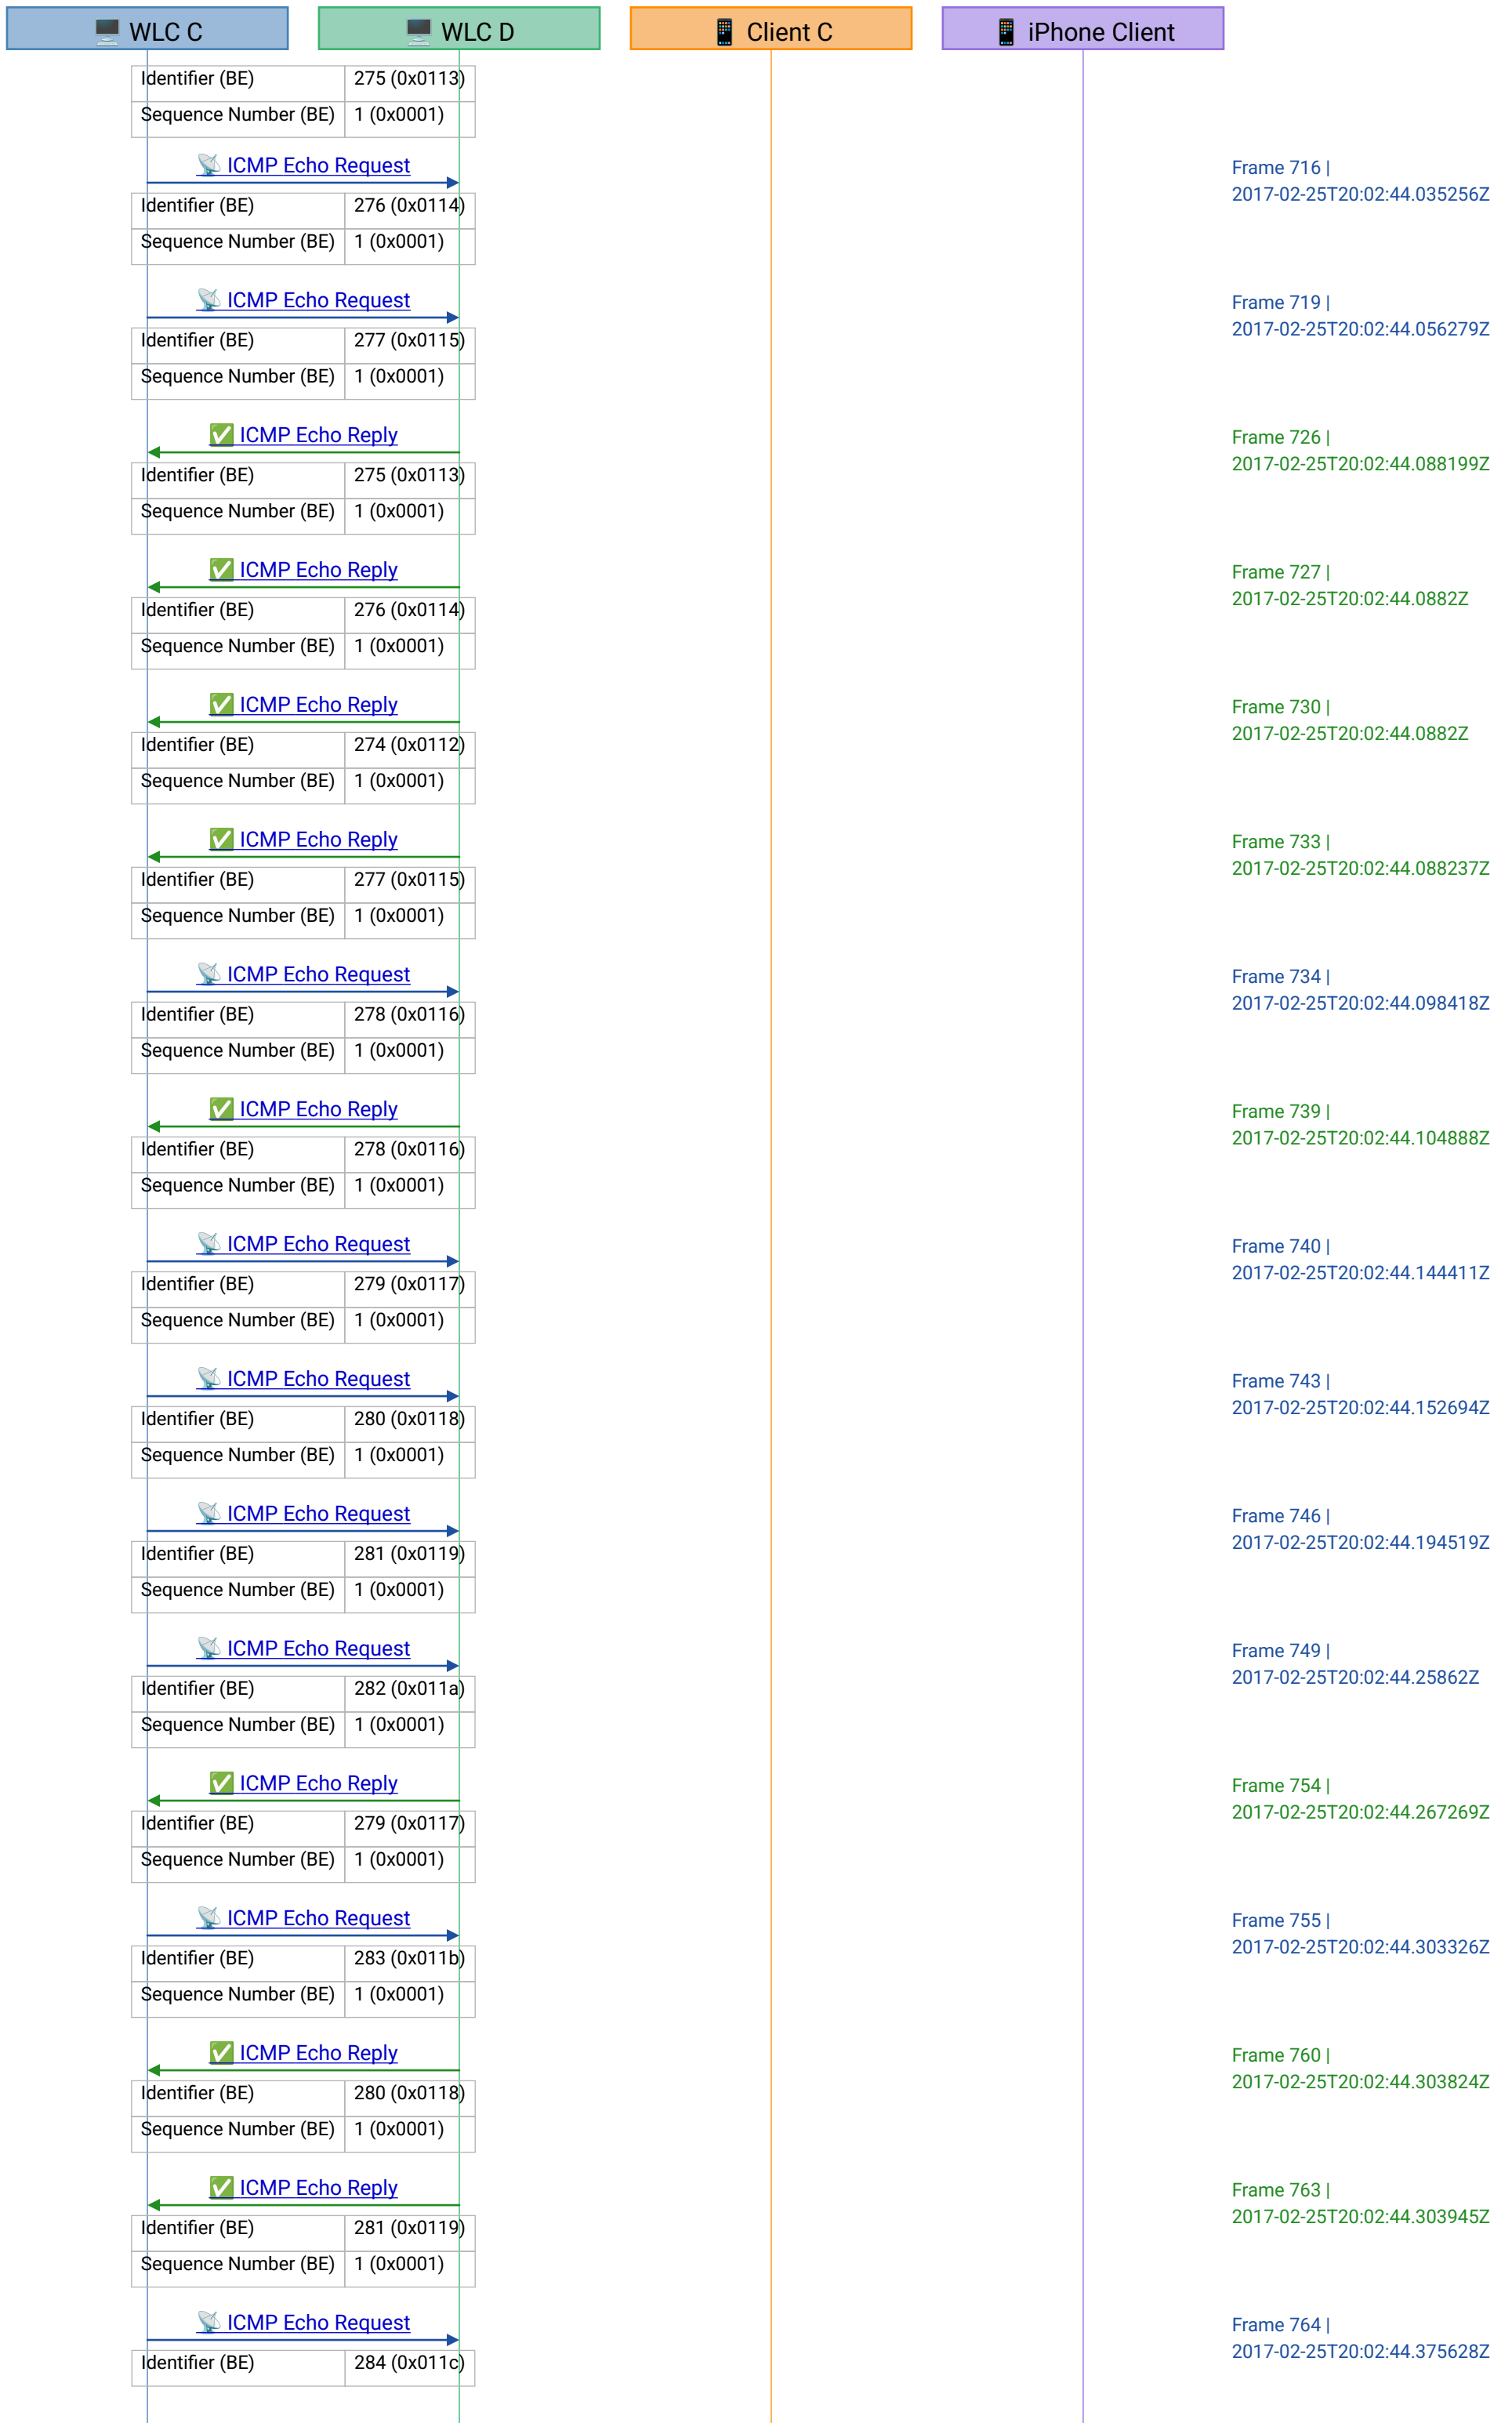 WLC C WLC D Client C iPhone Client
Identifier (BE) 275 (0x0113)
Sequence Number (BE) 1 (0x0001)
ICMP Echo Request Frame 716 |
2017-02-25T20:02:44.035256Z
Identifier (BE) 276 (0x0114)
Sequence Number (BE) 1 (0x0001)
ICMP Echo Request Frame 719 |
2017-02-25T20:02:44.056279Z
Identifier (BE) 277 (0x0115)
Sequence Number (BE) 1 (0x0001)
ICMP Echo Reply Frame 726 |
2017-02-25T20:02:44.088199Z
Identifier (BE) 275 (0x0113)
Sequence Number (BE) 1 (0x0001)
ICMP Echo Reply Frame 727 |
2017-02-25T20:02:44.0882Z
Identifier (BE) 276 (0x0114)
Sequence Number (BE) 1 (0x0001)
ICMP Echo Reply Frame 730 |
2017-02-25T20:02:44.0882Z
Identifier (BE) 274 (0x0112)
Sequence Number (BE) 1 (0x0001)
ICMP Echo Reply Frame 733 |
2017-02-25T20:02:44.088237Z
Identifier (BE) 277 (0x0115)
Sequence Number (BE) 1 (0x0001)
ICMP Echo Request Frame 734 |
2017-02-25T20:02:44.098418Z
Identifier (BE) 278 (0x0116)
Sequence Number (BE) 1 (0x0001)
ICMP Echo Reply Frame 739 |
2017-02-25T20:02:44.104888Z
Identifier (BE) 278 (0x0116)
Sequence Number (BE) 1 (0x0001)
ICMP Echo Request Frame 740 |
2017-02-25T20:02:44.144411Z
Identifier (BE) 279 (0x0117)
Sequence Number (BE) 1 (0x0001)
ICMP Echo Request Frame 743 |
2017-02-25T20:02:44.152694Z
Identifier (BE) 280 (0x0118)
Sequence Number (BE) 1 (0x0001)
ICMP Echo Request Frame 746 |
2017-02-25T20:02:44.194519Z
Identifier (BE) 281 (0x0119)
Sequence Number (BE) 1 (0x0001)
ICMP Echo Request Frame 749 |
2017-02-25T20:02:44.25862Z
Identifier (BE) 282 (0x011a)
Sequence Number (BE) 1 (0x0001)
ICMP Echo Reply Frame 754 |
2017-02-25T20:02:44.267269Z
Identifier (BE) 279 (0x0117)
Sequence Number (BE) 1 (0x0001)
ICMP Echo Request Frame 755 |
2017-02-25T20:02:44.303326Z
Identifier (BE) 283 (0x011b)
Sequence Number (BE) 1 (0x0001)
ICMP Echo Reply Frame 760 |
2017-02-25T20:02:44.303824Z
Identifier (BE) 280 (0x0118)
Sequence Number (BE) 1 (0x0001)
ICMP Echo Reply Frame 763 |
2017-02-25T20:02:44.303945Z
Identifier (BE) 281 (0x0119)
Sequence Number (BE) 1 (0x0001)
ICMP Echo Request Frame 764 |
2017-02-25T20:02:44.375628Z
Identifier (BE) 284 (0x011c)